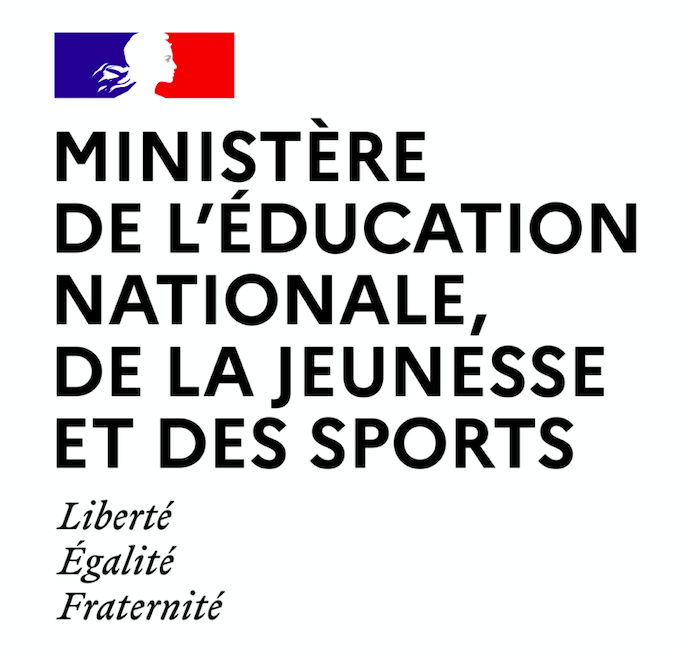 MINISTÈRE
DE L’ÉDUCATION
NATIONALE,
DE LA JEUNESSE
ET DES SPORTS
Liberté
Égalité
Fraternité